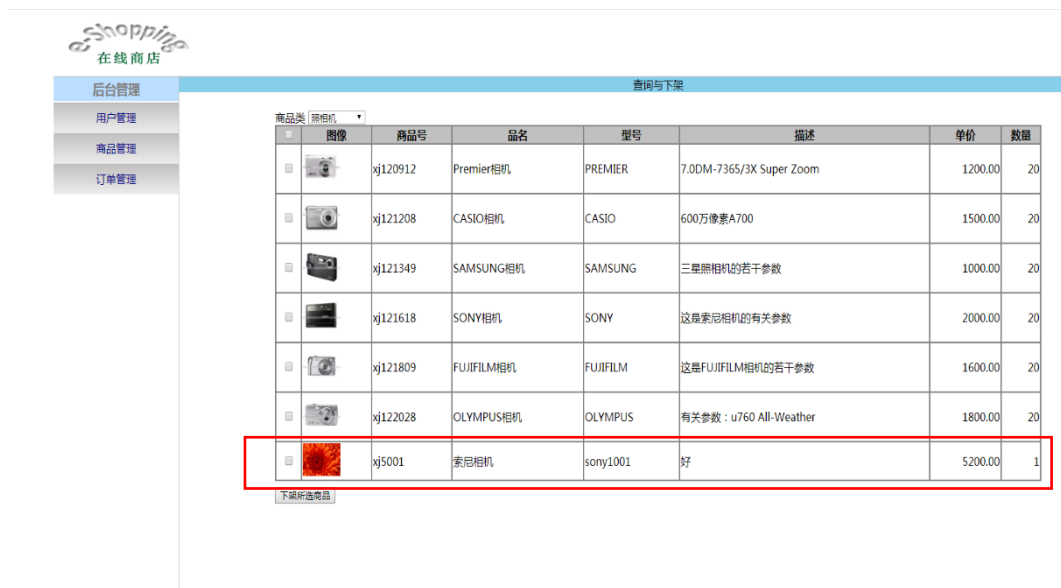 e-Shopping
在线商店
后台管理
查询与下架
用户管理
商品管理
订单管理
商品类 照相机
图像 商品号 品名 型号 描述 单价 数量
xj120912 Premier相机 PREMIER 7.0DM-7365/3X Super Zoom 1200.00 20
xj121208 CASIO相机 CASIO 600万像素A700 1500.00 20
xj121349 SAMSUNG相机 SAMSUNG 三星照相机的若干参数 1000.00 20
xj121618 SONY相机 SONY 这是索尼相机的有关参数 2000.00 20
xj121809 FUJIFILM相机 FUJIFILM 这是FUJIFILM相机的若干参数 1600.00 20
xj122028 OLYMPUS相机 OLYMPUS 有关参数：u760 All-Weather 1800.00 20
xj5001 索尼相机 sony1001 好 5200.00 1
下架所选商品